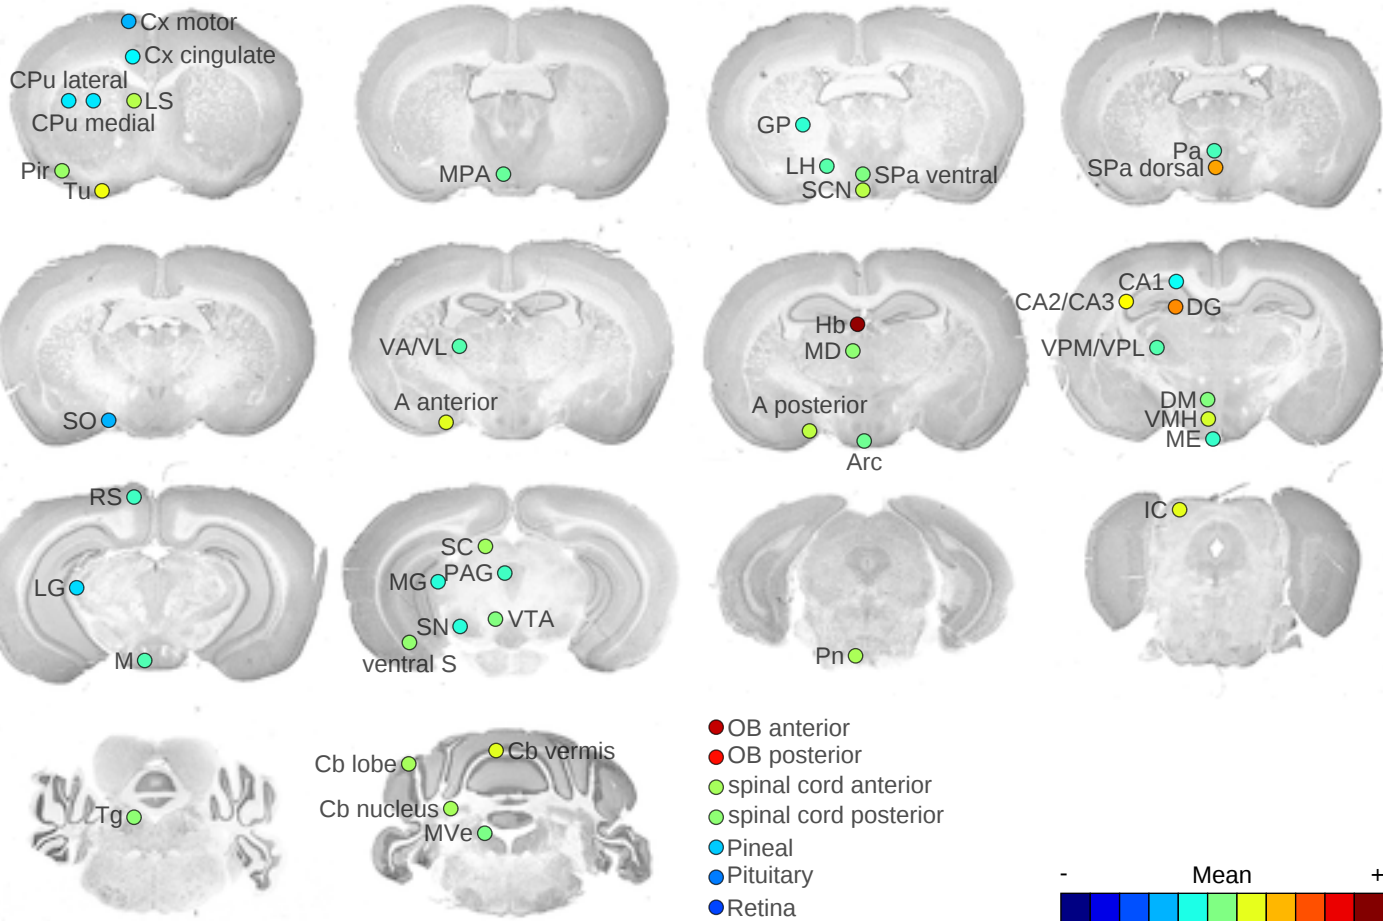 Cx motor
Cx cingulate
CPu lateral
LS
CPu medial
Pir
Tu
MPA
GP
LH
SPa ventral
SCN
Pa
SPa dorsal
SO
VA/VL
A anterior
Hb
MD
A posterior
Arc
CA1
CA2/CA3
DG
VPM/VPL
DM
VMH
ME
RS
LG
M
SC
MG
PAG
SN
VTA
ventral S
Pn
IC
Tg
Cb lobe
Cb vermis
Cb nucleus
MVe
OB anterior
OB posterior
spinal cord anterior
spinal cord posterior
Pineal
Pituitary
Retina
- Mean +